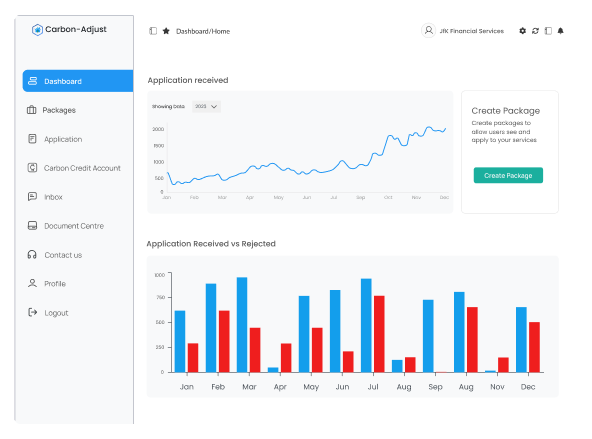 Carbon-Adjust
Dashboard/Home
JfK Financial Services
Dashboard
Packages
Application
Carbon Credit Account
Inbox
Document Centre
Contact us
Profile
Logout
Application received
Showing Data 2025
2000
1500
1000
500
0
Jan Feb Mar Apr May Jun Jul Aug Sep Oct Nov Dec
Create Package
Create packages to
allow users see and
apply to your services
Create Package
Application Received vs Rejected
1000
750
500
250
0
Jan Feb Mar Apr May Jun Jul Aug Sep Aug Nov Dec